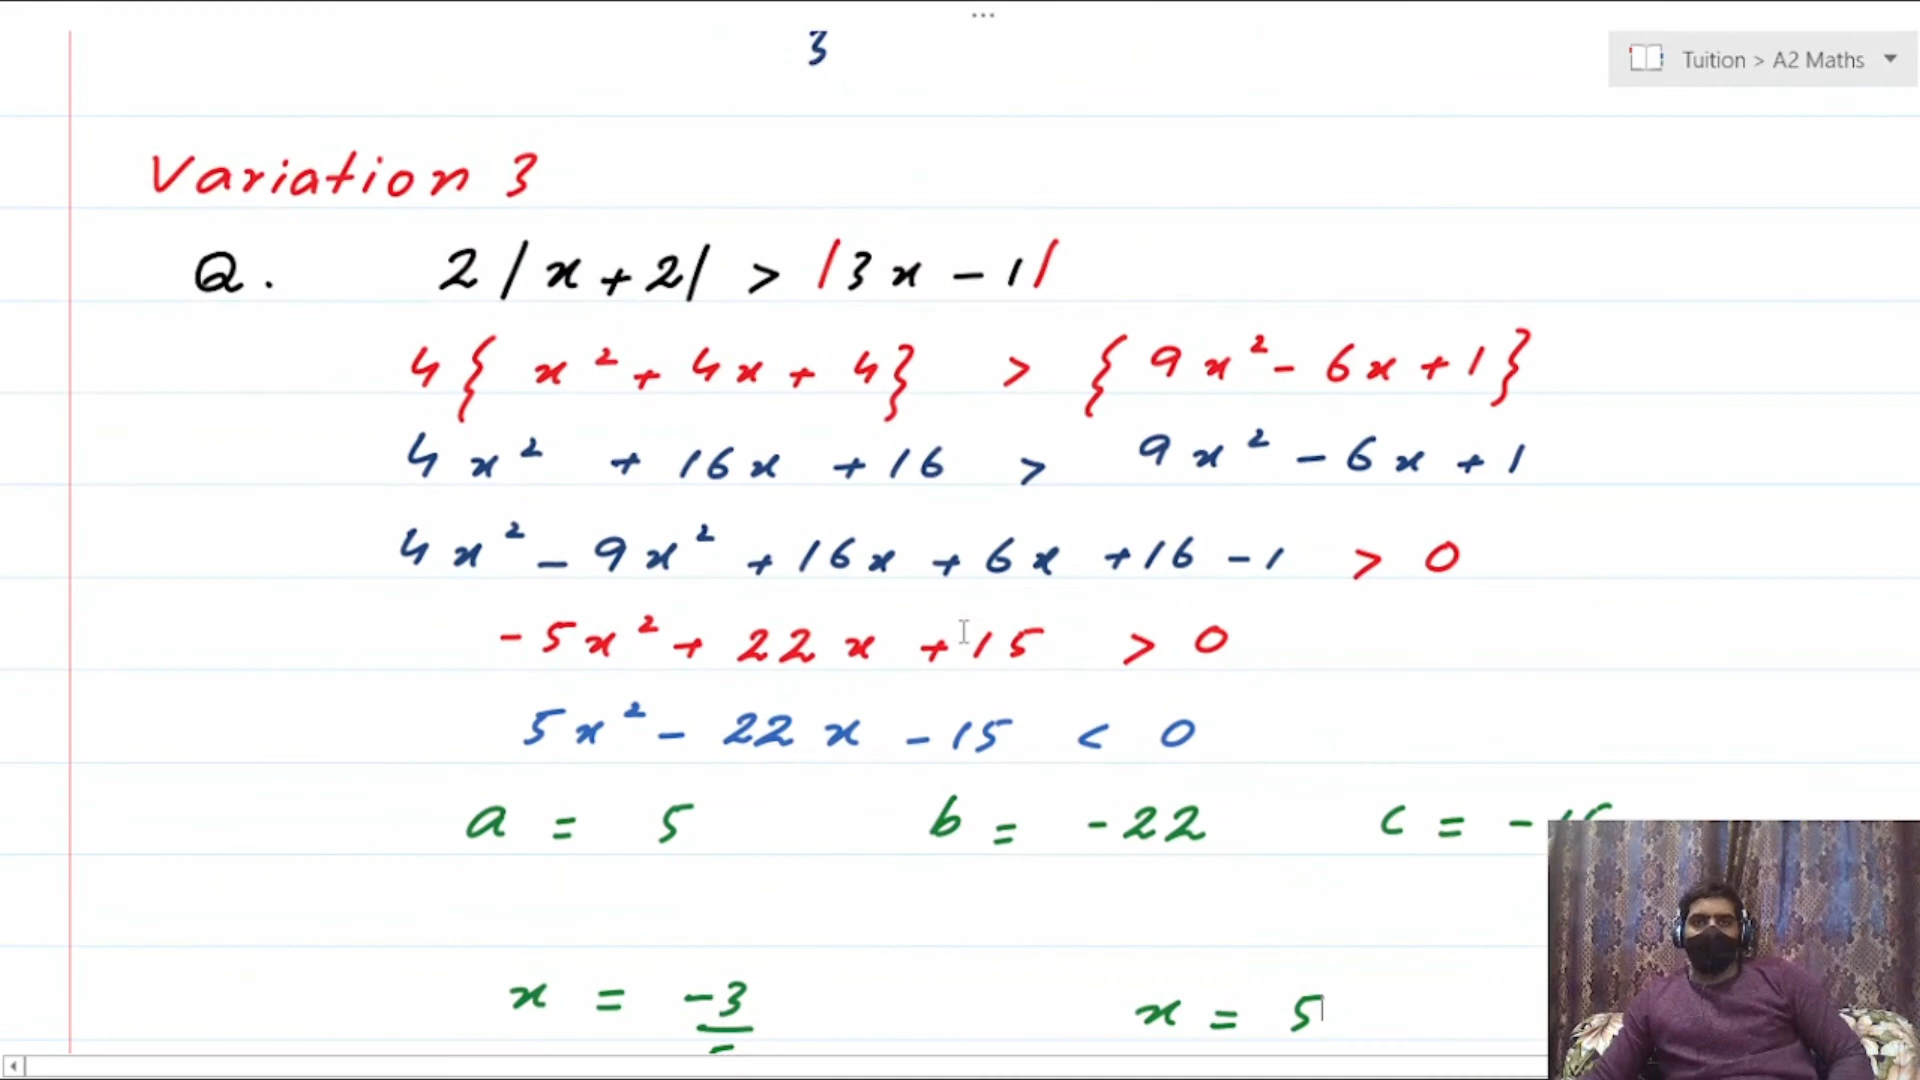 3
Tuition > A2 Maths
Variation 3
Q. 2|x+2| > |3x-1|
4{x²+4x+4} > {9x²-6x+1}
4x² +16x +16 > 9x²-6x+1
4x²-9x² +16x+6x +16-1 > 0
-5x²+22x+15 > 0
5x²-22x-15 < 0
a = 5 b = -22 c = -15
x = -3 x = 5